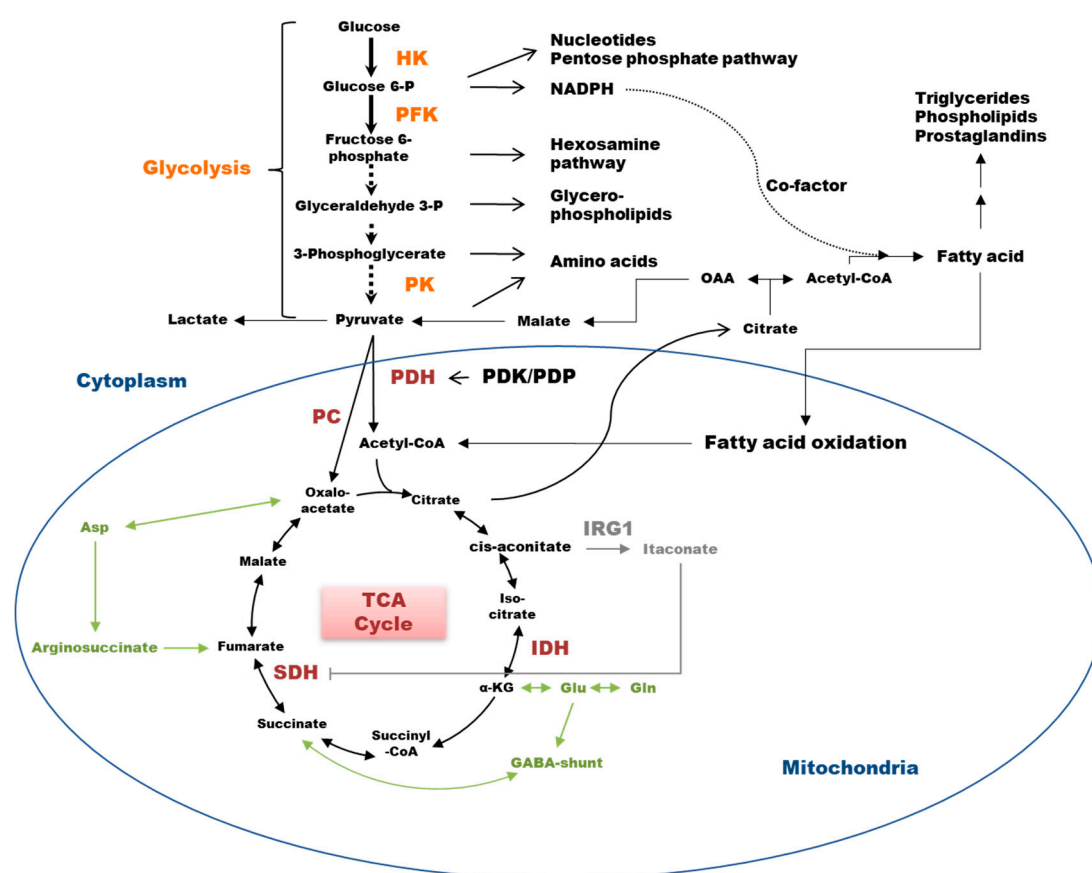 Glucose
HK
Nucleotides
Pentose phosphate pathway
Glucose 6-P
NADPH
Triglycerides
Phospholipids
Prostaglandins
PFK
Fructose 6-
phosphate
Hexosamine
pathway
Glycolysis
Co-factor
Glyceraldehyde 3-P
Glycero-
phospholipids
3-Phosphoglycerate
Amino acids
Fatty acid
PK
OAA
Acetyl-CoA
Lactate
Pyruvate
Malate
Citrate
Cytoplasm
PDH
PDK/PDP
PC
Acetyl-CoA
Fatty acid oxidation
Oxalo-
acetate
Citrate
Asp
IRG1
cis-aconitate
Itaconate
Malate
TCA
Cycle
Iso-
citrate
Arginosuccinate
Fumarate
IDH
SDH
α-KG
Glu
Gln
Succinate
Succinyl
-CoA
GABA-shunt
Mitochondria